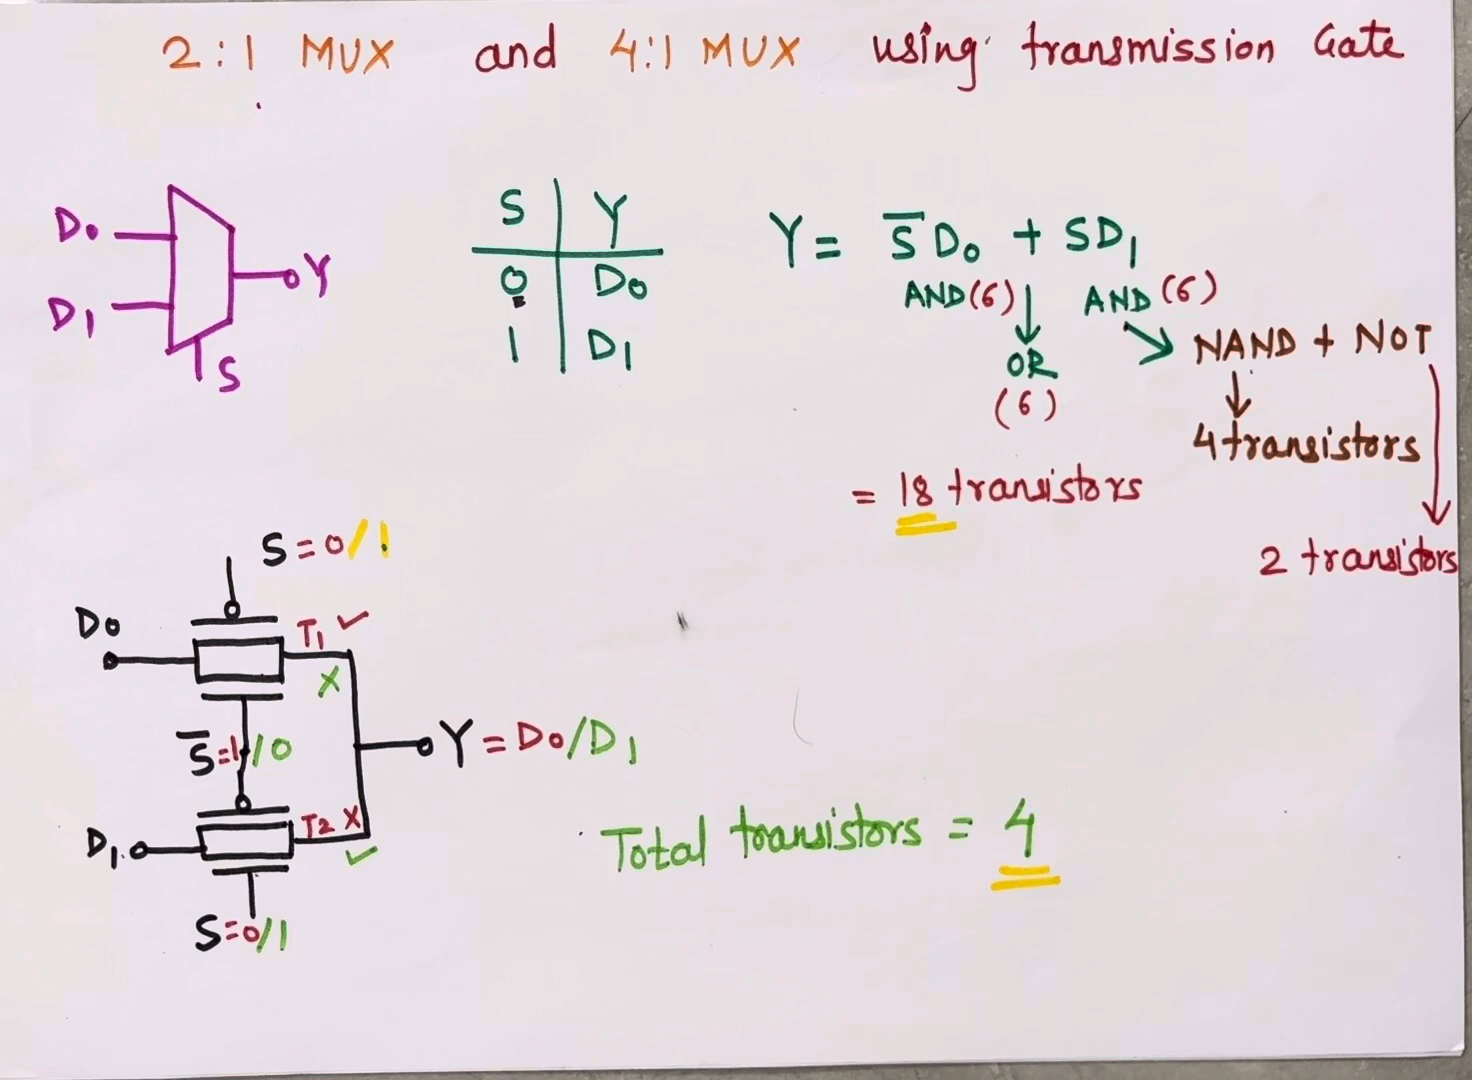 2:1 MUX and 4:1 MUX using transmission Gate
D0
D1
Y
S
S Y
0 D0
1 D1
Y = S̅ D0 + SD1
AND(6) AND (6)
OR
(6)
NAND + NOT
4 transistors
2 transistors
= 18 transistors
S=0/1
D0
T1 ✓
X
S̅=1/0
Y = D0/D1
D1
T2 X
✓
S=0/1
Total transistors = 4